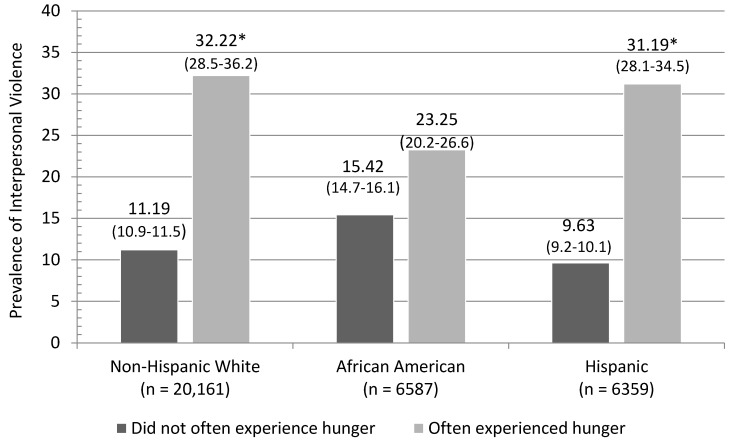 Prevalence of Interpersonal Violence
40
35
30
25
20
15
10
5
0
11.19
(10.9-11.5)
32.22*
(28.5-36.2)
15.42
(14.7-16.1)
23.25
(20.2-26.6)
9.63
(9.2-10.1)
31.19*
(28.1-34.5)
Non-Hispanic White
(n = 20,161)
African American
(n = 6587)
Hispanic
(n = 6359)
Did not often experience hunger
Often experienced hunger